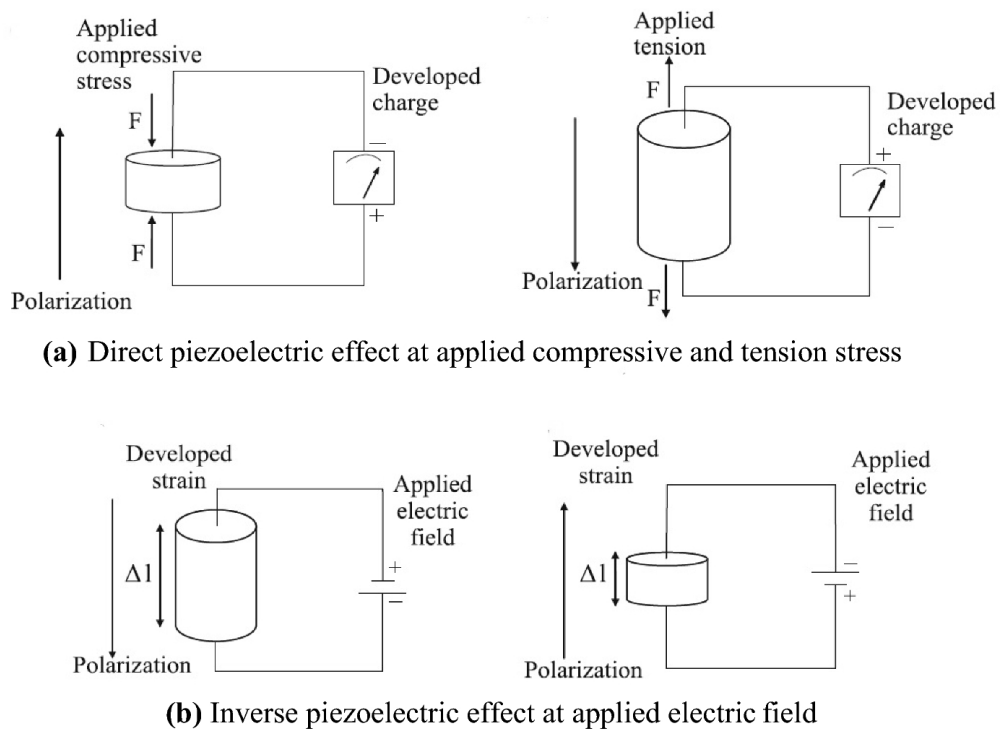 Applied
compressive
stress
F
F
Polarization
Developed
charge
−
+
Applied
tension
F
F
Polarization
Developed
charge
+
−
(a) Direct piezoelectric effect at applied compressive and tension stress
Developed
strain
Δl
Polarization
Applied
electric
field
+
−
Developed
strain
Δl
Polarization
Applied
electric
field
−
+
(b) Inverse piezoelectric effect at applied electric field